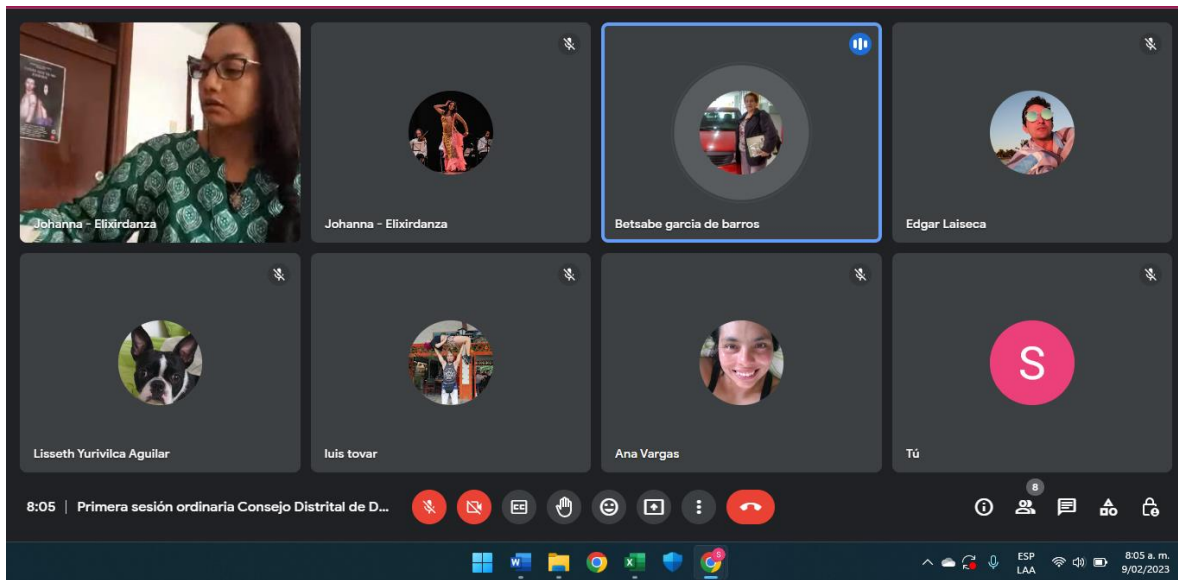 Johanna - Elixirdanza
Johanna - Elixirdanza
Betsabe garcia de barros
Edgar Laiseca
Lisseth Yurivilca Aguilar
luis tovar
Ana Vargas
S
Tú
8
8:05 | Primera sesión ordinaria Consejo Distrital de D...
CC
W
X
S
ESP
LAA
8:05 a. m.
9/02/2023